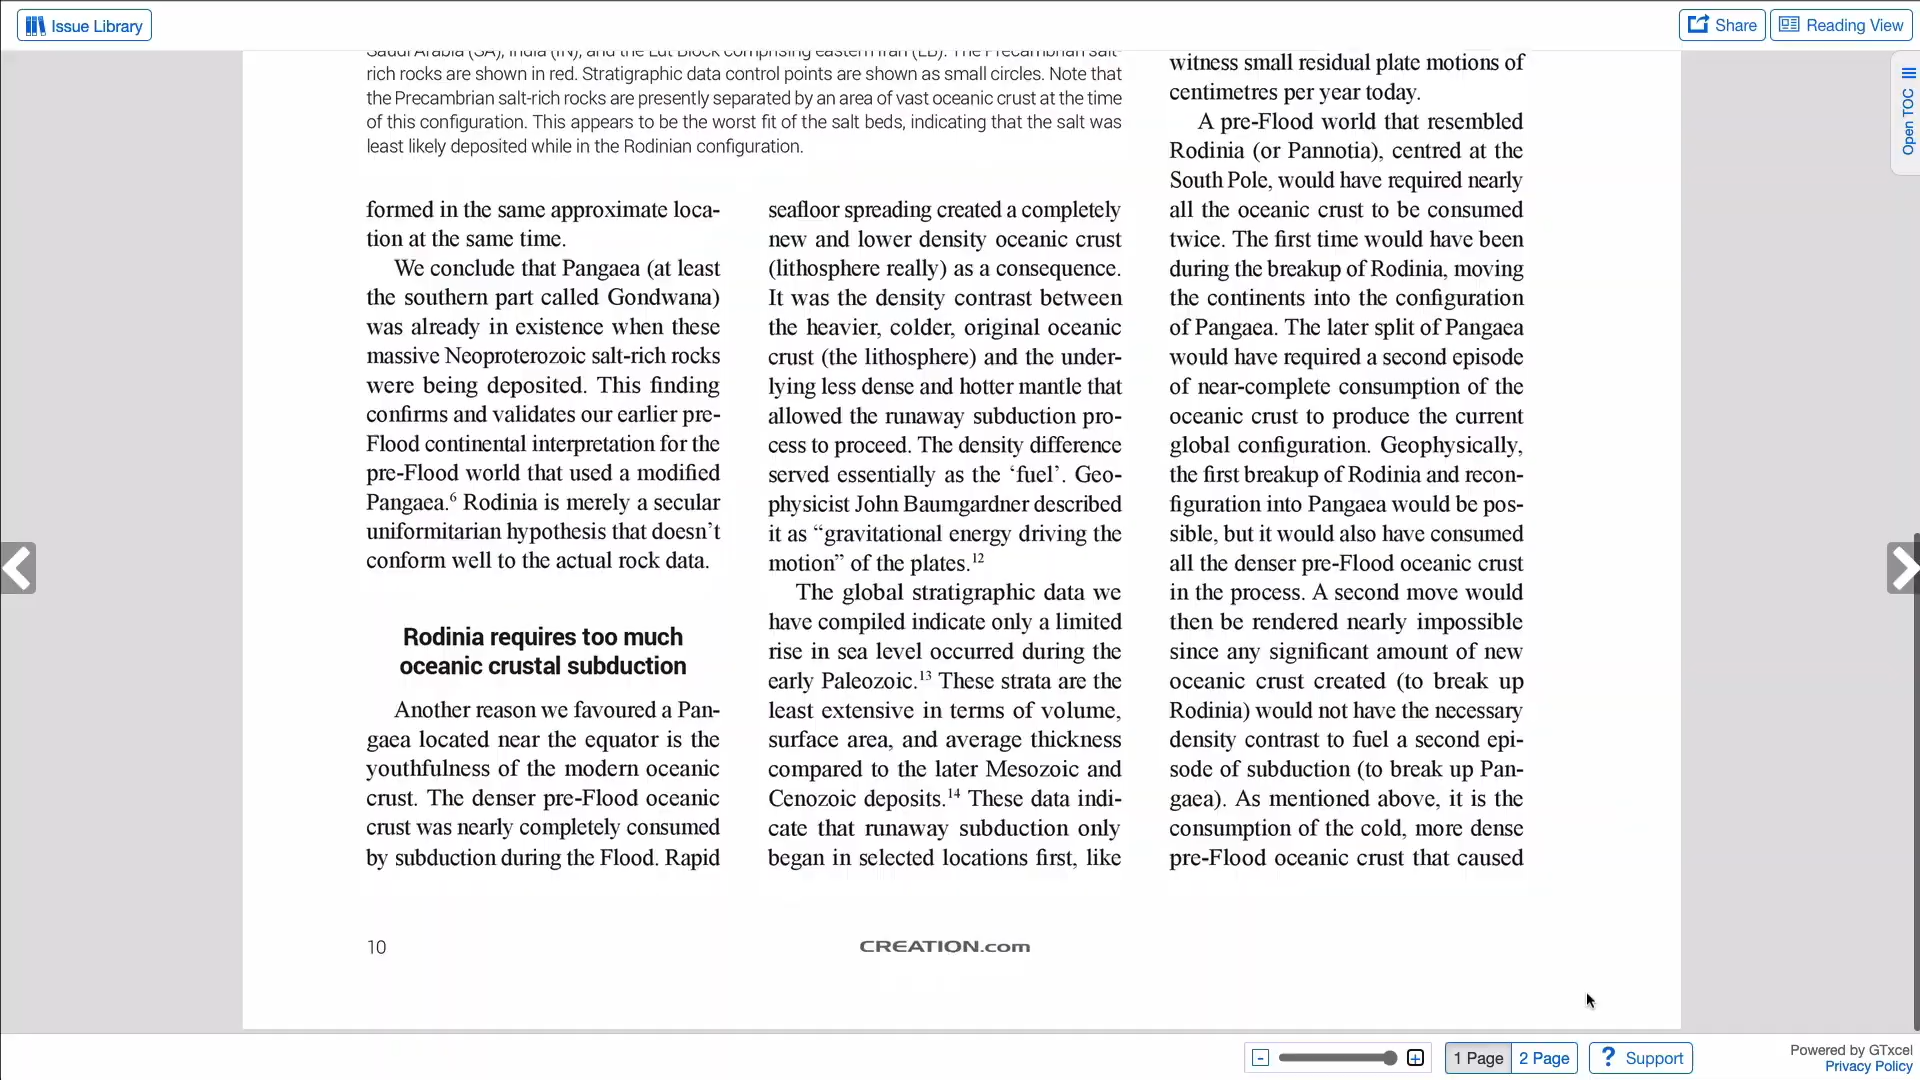 Issue Library
Share
Reading View
Open TOC
Saudi Arabia (SA), India (IN), and the Lut Block comprising eastern Iran (LB). The Precambrian salt-
rich rocks are shown in red. Stratigraphic data control points are shown as small circles. Note that
the Precambrian salt-rich rocks are presently separated by an area of vast oceanic crust at the time
of this configuration. This appears to be the worst fit of the salt beds, indicating that the salt was
least likely deposited while in the Rodinian configuration.
formed in the same approximate loca-
tion at the same time.
We conclude that Pangaea (at least
the southern part called Gondwana)
was already in existence when these
massive Neoproterozoic salt-rich rocks
were being deposited. This finding
confirms and validates our earlier pre-
Flood continental interpretation for the
pre-Flood world that used a modified
Pangaea.⁶ Rodinia is merely a secular
uniformitarian hypothesis that doesn’t
conform well to the actual rock data.
Rodinia requires too much
oceanic crustal subduction
Another reason we favoured a Pan-
gaea located near the equator is the
youthfulness of the modern oceanic
crust. The denser pre-Flood oceanic
crust was nearly completely consumed
by subduction during the Flood. Rapid
seafloor spreading created a completely
new and lower density oceanic crust
(lithosphere really) as a consequence.
It was the density contrast between
the heavier, colder, original oceanic
crust (the lithosphere) and the under-
lying less dense and hotter mantle that
allowed the runaway subduction pro-
cess to proceed. The density difference
served essentially as the ‘fuel’. Geo-
physicist John Baumgardner described
it as “gravitational energy driving the
motion” of the plates.¹²
The global stratigraphic data we
have compiled indicate only a limited
rise in sea level occurred during the
early Paleozoic.¹³ These strata are the
least extensive in terms of volume,
surface area, and average thickness
compared to the later Mesozoic and
Cenozoic deposits.¹⁴ These data indi-
cate that runaway subduction only
began in selected locations first, like
witness small residual plate motions of
centimetres per year today.
A pre-Flood world that resembled
Rodinia (or Pannotia), centred at the
South Pole, would have required nearly
all the oceanic crust to be consumed
twice. The first time would have been
during the breakup of Rodinia, moving
the continents into the configuration
of Pangaea. The later split of Pangaea
would have required a second episode
of near-complete consumption of the
oceanic crust to produce the current
global configuration. Geophysically,
the first breakup of Rodinia and recon-
figuration into Pangaea would be pos-
sible, but it would also have consumed
all the denser pre-Flood oceanic crust
in the process. A second move would
then be rendered nearly impossible
since any significant amount of new
oceanic crust created (to break up
Rodinia) would not have the necessary
density contrast to fuel a second epi-
sode of subduction (to break up Pan-
gaea). As mentioned above, it is the
consumption of the cold, more dense
pre-Flood oceanic crust that caused
10
CREATION.com
1 Page
2 Page
? Support
Powered by GTxcel
Privacy Policy